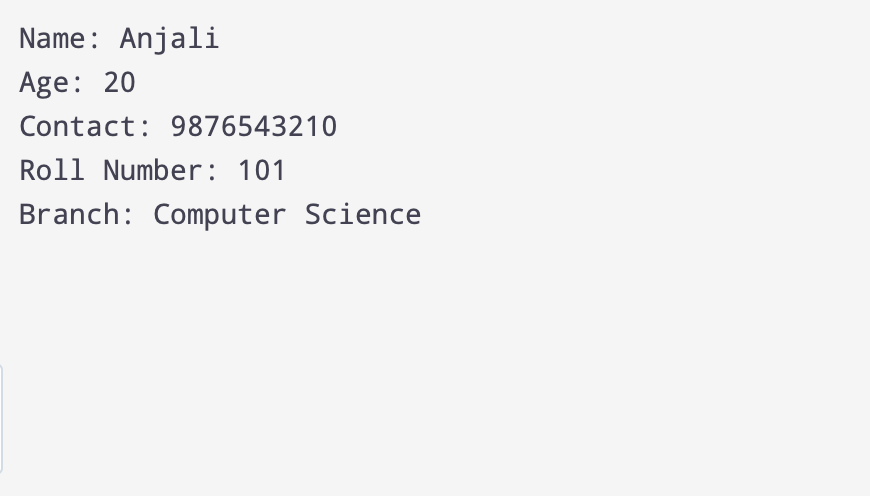 Name: Anjali
Age: 20
Contact: 9876543210
Roll Number: 101
Branch: Computer Science